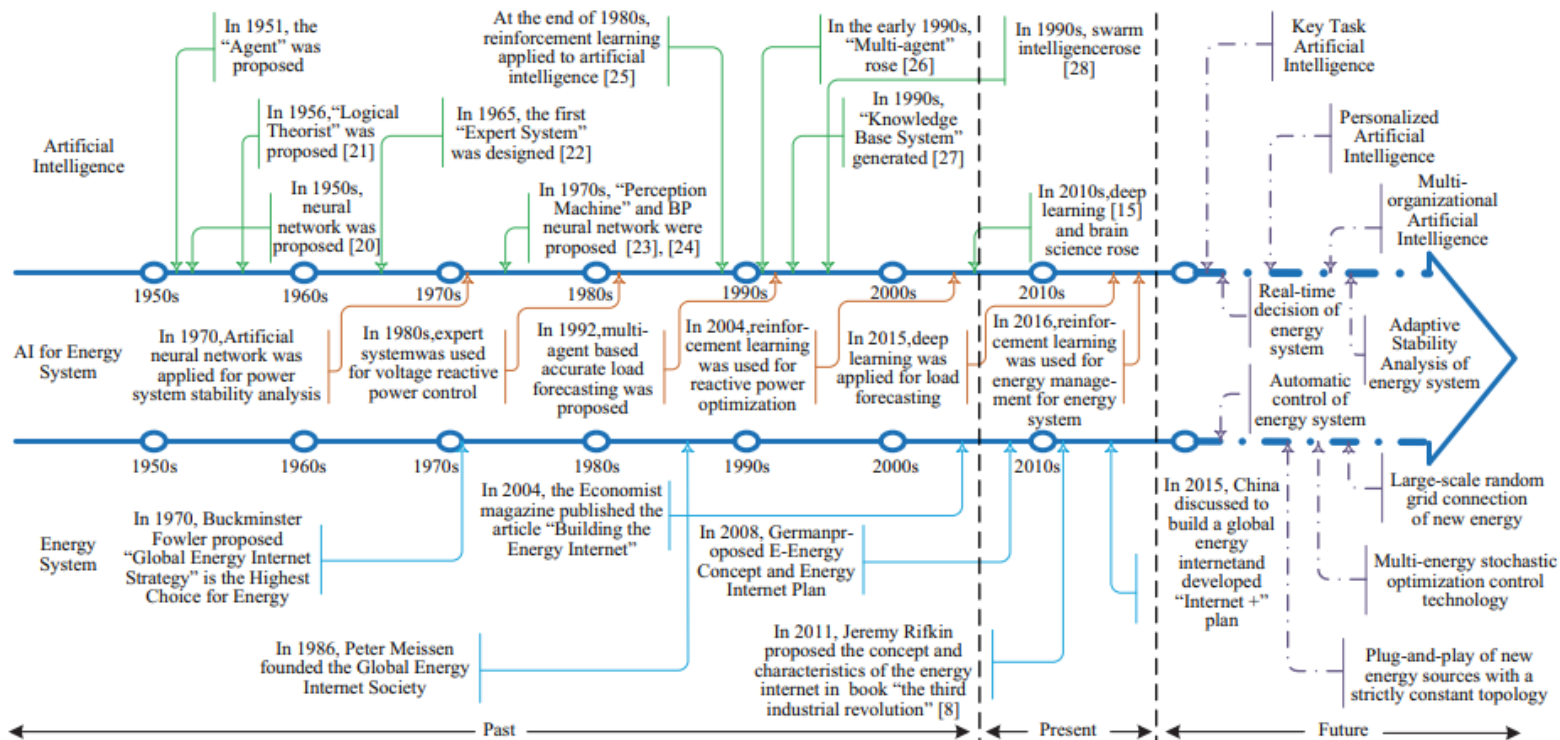 In 1951, the
"Agent" was
proposed
At the end of 1980s,
reinforcement learning
applied to artificial
intelligence [25]
In the early 1990s,
"Multi-agent"
rose [26]
In 1990s, swarm
intelligencerose
[28]
Key Task
Artificial
Intelligence
Artificial
Intelligence
In 1956,"Logical
Theorist" was
proposed [21]
In 1965, the first
"Expert System"
was designed [22]
In 1990s,
"Knowledge
Base System"
generated [27]
Personalized
Artificial
Intelligence
In 1950s,
neural
network was
proposed [20]
In 1970s, "Perception
Machine" and BP
neural network were
proposed [23], [24]
In 2010s,deep
learning [15]
and brain
science rose
Multi-
organizational
Artificial
Intelligence
1950s
1960s
1970s
1980s
1990s
2000s
2010s
AI for Energy
System
In 1970,Artificial
neural network was
applied for power
system stability analysis
In 1980s,expert
systemwas used
for voltage reactive
power control
In 1992,multi-
agent based
accurate load
forecasting was
proposed
In 2004,reinfor-
cement learning
was used for
reactive power
optimization
In 2015,deep
learning was
applied for load
forecasting
In 2016,reinfor-
cement learning
was used for
energy manage-
ment for energy
system
Real-time
decision of
energy
system
Adaptive
Stability
Analysis of
energy system
Automatic
control of
energy system
1950s
1960s
1970s
1980s
1990s
2000s
2010s
Energy
System
In 1970, Buckminster
Fowler proposed
"Global Energy Internet
Strategy" is the Highest
Choice for Energy
In 2004, the Economist
magazine published the
article "Building the
Energy Internet"
In 2008, Germanpr-
oposed E-Energy
Concept and Energy
Internet Plan
In 2015, China
discussed to
build a global
energy
internetand
developed
"Internet +"
plan
Large-scale random
grid connection
of new energy
Multi-energy stochastic
optimization control
technology
In 1986, Peter Meissen
founded the Global Energy
Internet Society
In 2011, Jeremy Rifkin
proposed the concept and
characteristics of the energy
internet in book "the third
industrial revolution" [8]
Plug-and-play of new
energy sources with a
strictly constant topology
Past
Present
Future